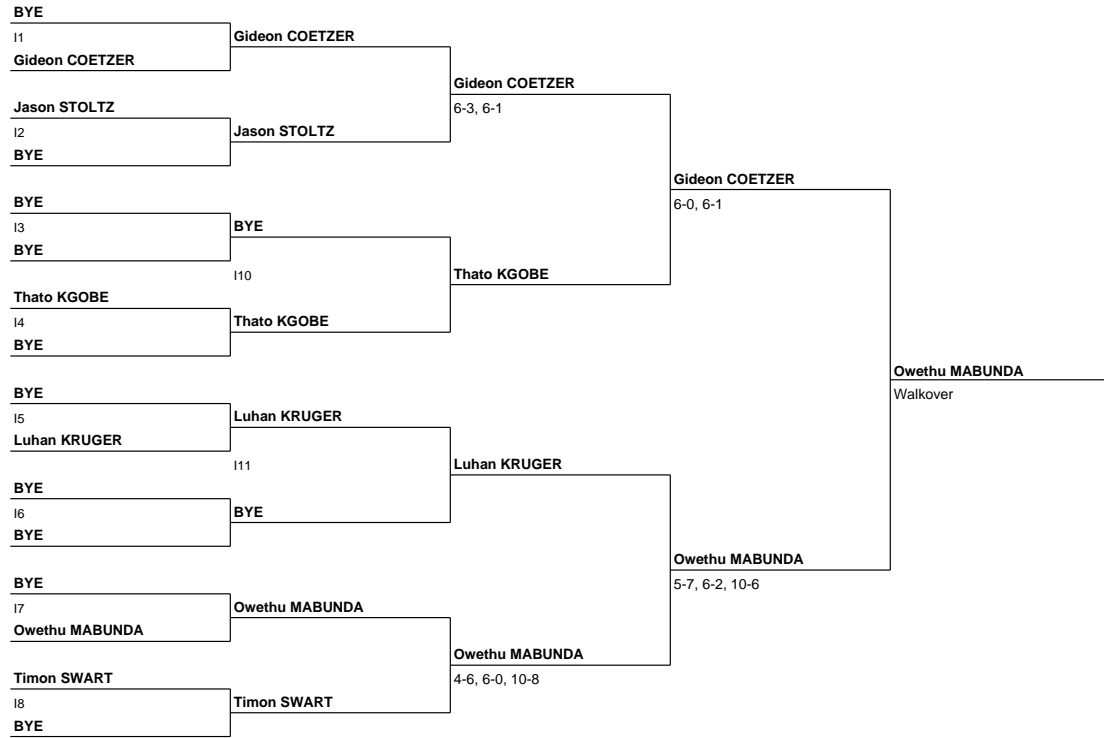 BYE
I1
Gideon COETZER
Jason STOLTZ
I2
BYE
BYE
I3
BYE
Thato KGOBE
I4
BYE
BYE
I5
Luhan KRUGER
BYE
I6
BYE
BYE
I7
Owethu MABUNDA
Timon SWART
I8
BYE
Gideon COETZER
Jason STOLTZ
BYE
I10
Thato KGOBE
Luhan KRUGER
I11
BYE
Owethu MABUNDA
Timon SWART
Gideon COETZER
6-3, 6-1
Thato KGOBE
Luhan KRUGER
Owethu MABUNDA
4-6, 6-0, 10-8
Gideon COETZER
6-0, 6-1
Owethu MABUNDA
5-7, 6-2, 10-6
Owethu MABUNDA
Walkover